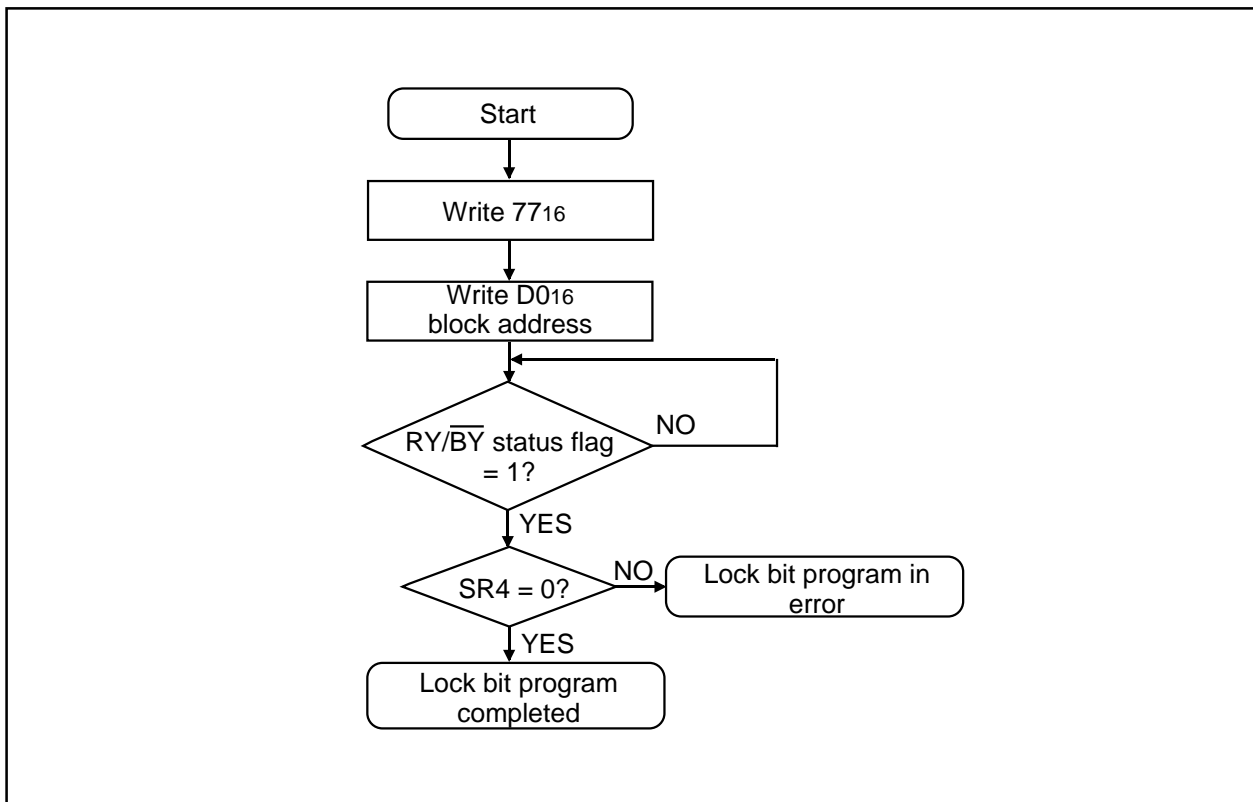 Start
Write 7716
Write D016
block address
NO
RY/B̅Y̅ status flag
= 1?
YES
SR4 = 0?
NO
Lock bit program in
error
YES
Lock bit program
completed